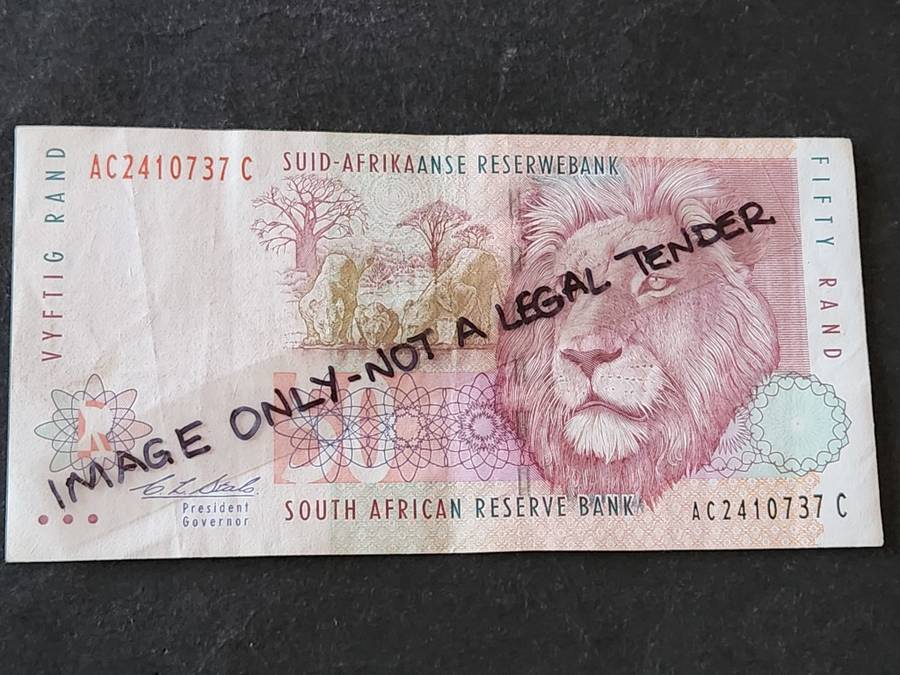 VYFTIG RAND
AC2410737 C
SUID-AFRIKAANSE RESERWEBANK
FIFTY RAND
IMAGE ONLY-NOT A LEGAL TENDER
R
50
President
Governor
SOUTH AFRICAN RESERVE BANK
AC2410737 C